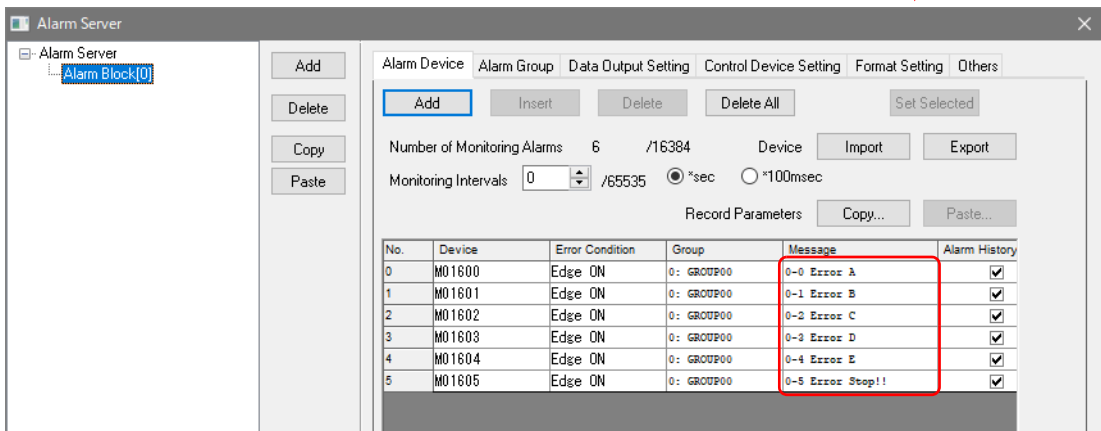 Alarm Server
Alarm Server
Alarm Block[0]
Add
Delete
Copy
Paste
Alarm Device Alarm Group Data Output Setting Control Device Setting Format Setting Others
Add Insert Delete Delete All Set Selected
Number of Monitoring Alarms 6 /16384 Device Import Export
Monitoring Intervals 0 /65535 *sec *100msec
Record Parameters Copy... Paste...
No. Device Error Condition Group Message Alarm History
0 M01600 Edge ON 0: GROUP00 0-0 Error A
1 M01601 Edge ON 0: GROUP00 0-1 Error B
2 M01602 Edge ON 0: GROUP00 0-2 Error C
3 M01603 Edge ON 0: GROUP00 0-3 Error D
4 M01604 Edge ON 0: GROUP00 0-4 Error E
5 M01605 Edge ON 0: GROUP00 0-5 Error Stop!!